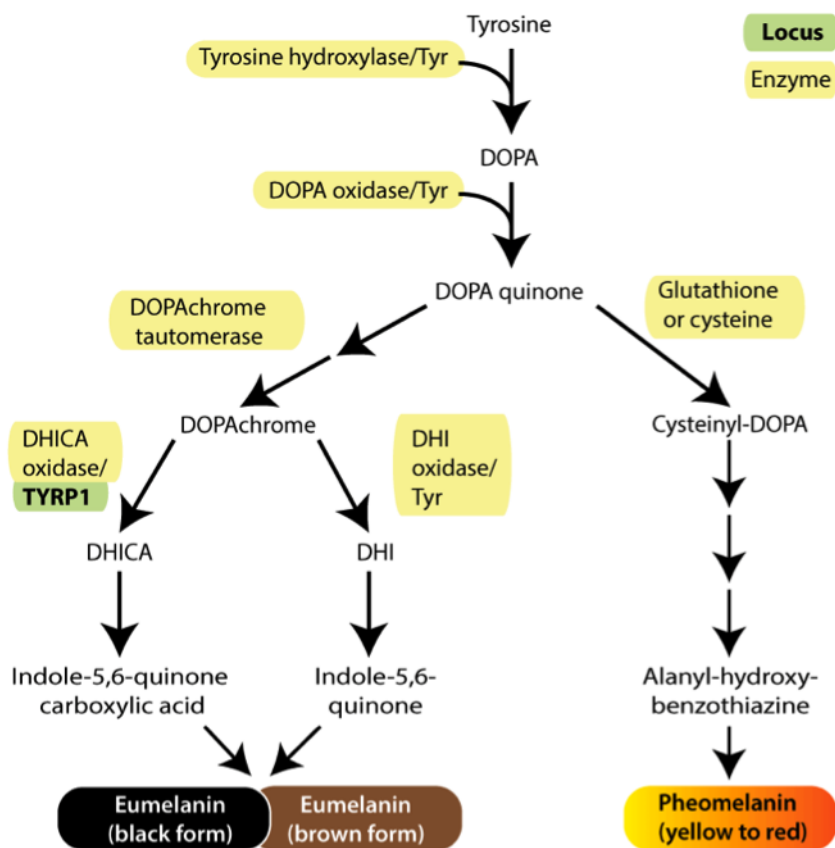 Tyrosine
Locus
Tyrosine hydroxylase/Tyr
Enzyme
DOPA
DOPA oxidase/Tyr
DOPA quinone
Glutathione
or cysteine
DOPAchrome
tautomerase
DOPAchrome
Cysteinyl-DOPA
DHICA
oxidase/
TYRP1
DHI
oxidase/
Tyr
DHICA
DHI
Indole-5,6-quinone
carboxylic acid
Indole-5,6-
quinone
Alanyl-hydroxy-
benzothiazine
Eumelanin
(black form)
Eumelanin
(brown form)
Pheomelanin
(yellow to red)